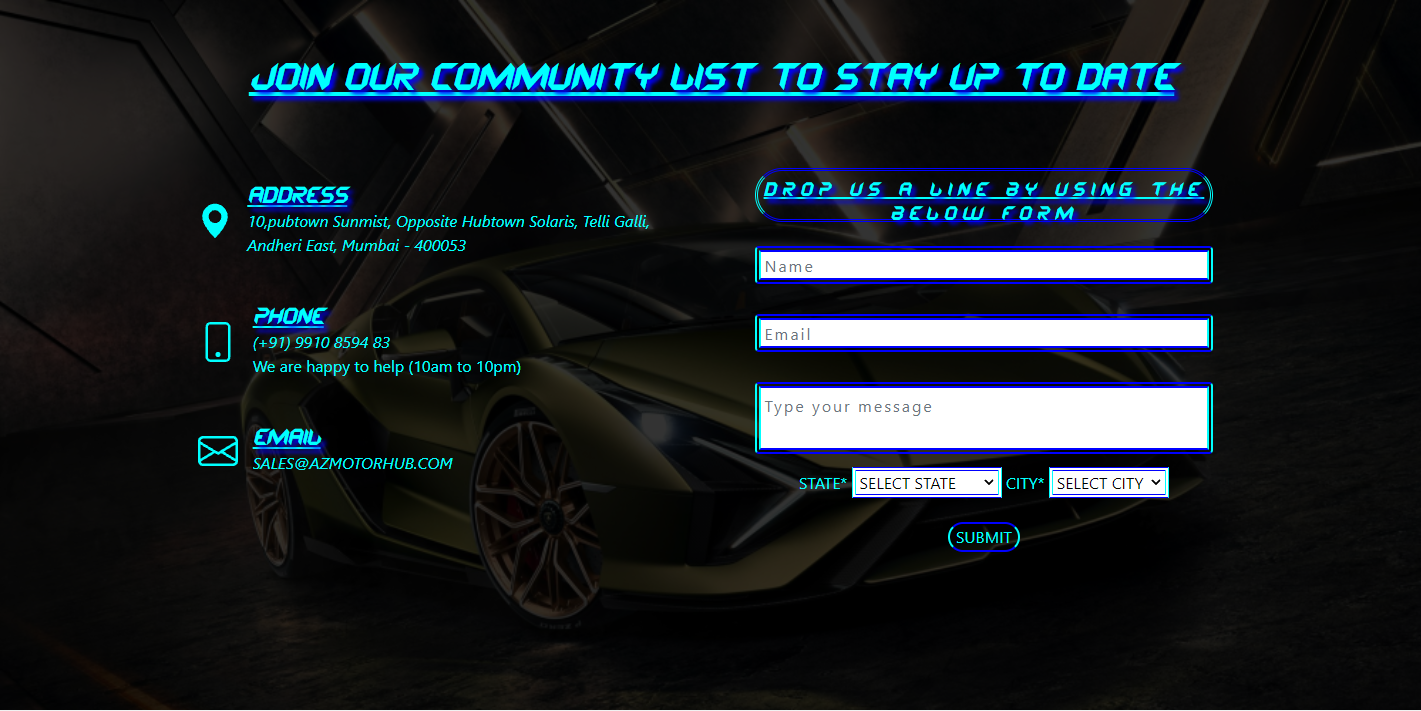 JOIN OUR COMMUNITY LIST TO STAY UP TO DATE
ADDRESS
10,pubtown Sunmist, Opposite Hubtown Solaris, Telli Galli,
Andheri East, Mumbai - 400053
PHONE
(+91) 9910 8594 83
We are happy to help (10am to 10pm)
EMAIL
SALES@AZMOTORHUB.COM
DROP US A LINE BY USING THE
BELOW FORM
Name
Email
Type your message
STATE* SELECT STATE CITY* SELECT CITY
SUBMIT